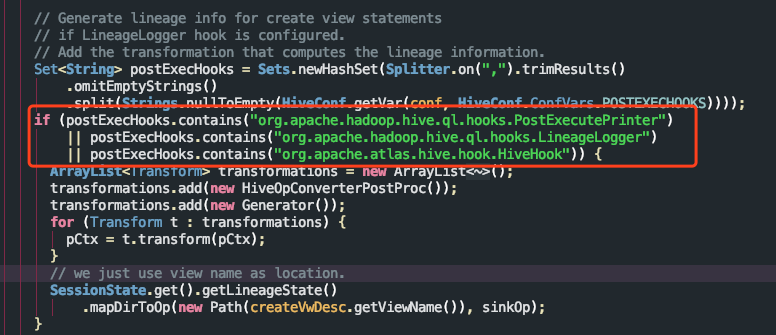 // Generate lineage info for create view statements
// if LineageLogger hook is configured.
// Add the transformation that computes the lineage information.
Set<String> postExecHooks = Sets.newHashSet(Splitter.on(",").trimResults()
.omitEmptyStrings()
.split(Strings.nullToEmpty(HiveConf.getVar(conf, HiveConf.ConfVars.POSTEXECHOOKS))));
if (postExecHooks.contains("org.apache.hadoop.hive.ql.hooks.PostExecutePrinter")
|| postExecHooks.contains("org.apache.hadoop.hive.ql.hooks.LineageLogger")
|| postExecHooks.contains("org.apache.atlas.hive.hook.HiveHook")) {
ArrayList<Transform> transformations = new ArrayList<~>();
transformations.add(new HiveOpConverterPostProc());
transformations.add(new Generator());
for (Transform t : transformations) {
pCtx = t.transform(pCtx);
}
// we just use view name as location.
SessionState.get().getLineageState()
.mapDirToOp(new Path(createVwDesc.getViewName()), sinkOp);
}